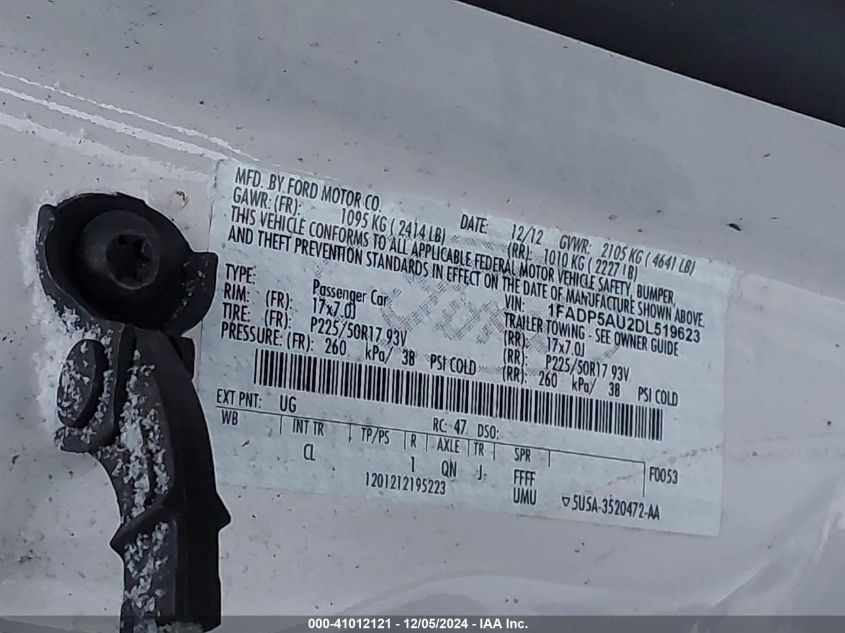 MFD. BY FORD MOTOR CO.
DATE: 12/12 GVWR: 2105 KG ( 4641 LB)
GAWR: (FR): 1095 KG ( 2414 LB) (RR): 1010 KG ( 2227 LB)
THIS VEHICLE CONFORMS TO ALL APPLICABLE FEDERAL MOTOR VEHICLE SAFETY, BUMPER,
AND THEFT PREVENTION STANDARDS IN EFFECT ON THE DATE OF MANUFACTURE SHOWN ABOVE.
VIN: 1FADP5AU2DL519623
TYPE: Passenger Car TRAILER TOWING - SEE OWNER GUIDE
RIM: (FR): 17x7.0J (RR): 17x7.0J
TIRE: (FR): P225/50R17 93V (RR): P225/50R17 93V
PRESSURE: (FR): 260 kPa/ 38 PSI COLD (RR): 260 kPa/ 38 PSI COLD
EXT PNT: UG RC: 47 DSO:
WB INT TR TP/PS R AXLE TR SPR
CL 1 QN J- FFFF F0053
1201212195223 UMU ▽5U5A-3520472-AA
000-41012121 - 12/05/2024 - IAA Inc.